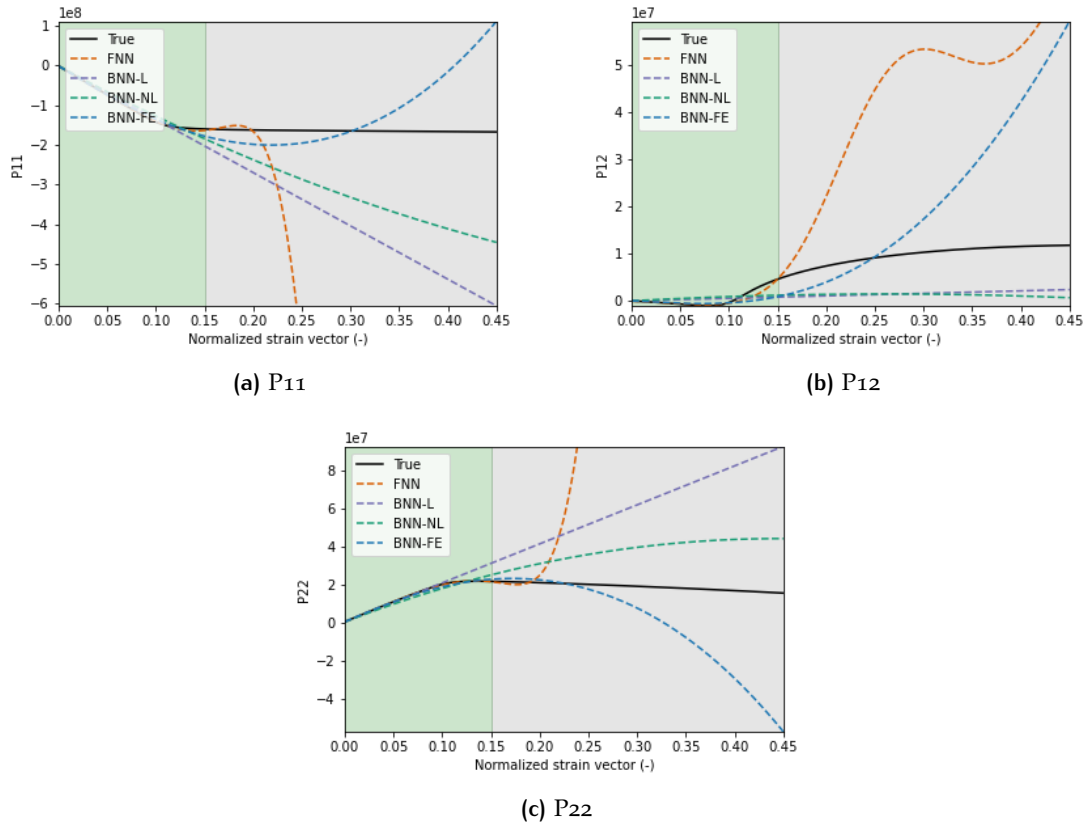 1e8
1
0
−1
−2
−3
−4
−5
−6
P11
True
FNN
BNN-L
BNN-NL
BNN-FE
0.00 0.05 0.10 0.15 0.20 0.25 0.30 0.35 0.40 0.45
Normalized strain vector (-)
(a) P11
1e7
5
4
3
2
1
0
P12
True
FNN
BNN-L
BNN-NL
BNN-FE
0.00 0.05 0.10 0.15 0.20 0.25 0.30 0.35 0.40 0.45
Normalized strain vector (-)
(b) P12
1e7
8
6
4
2
0
−2
−4
P22
True
FNN
BNN-L
BNN-NL
BNN-FE
0.00 0.05 0.10 0.15 0.20 0.25 0.30 0.35 0.40 0.45
Normalized strain vector (-)
(c) P22